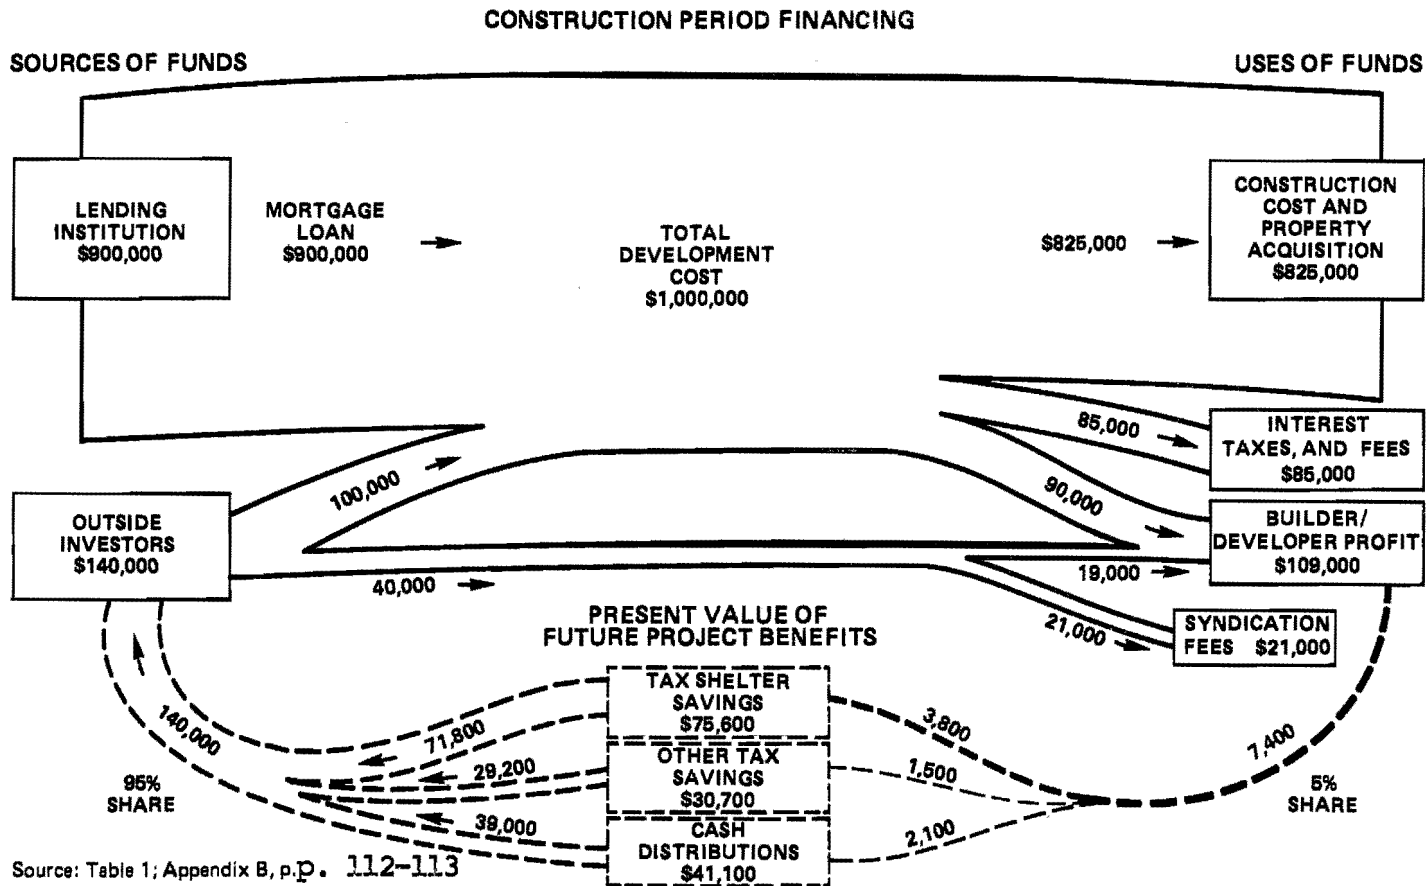 CONSTRUCTION PERIOD FINANCING
SOURCES OF FUNDS
USES OF FUNDS
LENDING
INSTITUTION
$900,000
MORTGAGE
LOAN
$900,000
TOTAL
DEVELOPMENT
COST
$1,000,000
$825,000
CONSTRUCTION
COST AND
PROPERTY
ACQUISITION
$825,000
85,000
INTEREST
TAXES, AND FEES
$85,000
100,000
90,000
OUTSIDE
INVESTORS
$140,000
BUILDER/
DEVELOPER PROFIT
$109,000
40,000
19,000
21,000
SYNDICATION
FEES $21,000
PRESENT VALUE OF
FUTURE PROJECT BENEFITS
TAX SHELTER
SAVINGS
$75,600
OTHER TAX
SAVINGS
$30,700
CASH
DISTRIBUTIONS
$41,100
140,000
71,800
29,200
39,000
95%
SHARE
3,800
1,500
2,100
7,400
5%
SHARE
Source: Table 1; Appendix B, p.p. 112-113